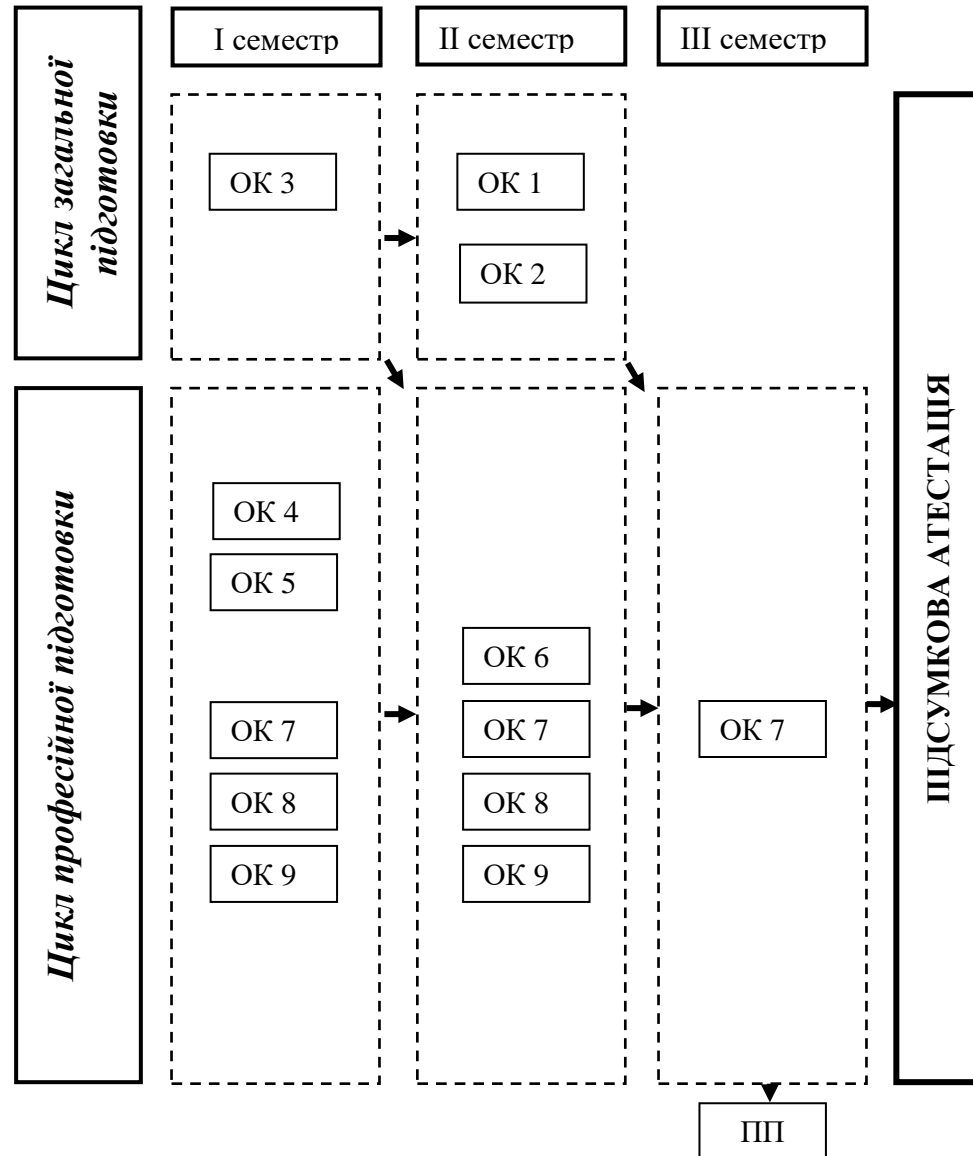 І семестр
ІІ семестр
ІІІ семестр
Цикл загальної
підготовки
ОК 3
ОК 1
ОК 2
Цикл професійної підготовки
ОК 4
ОК 5
ОК 7
ОК 8
ОК 9
ОК 6
ОК 7
ОК 8
ОК 9
ОК 7
ПІДСУМКОВА АТЕСТАЦІЯ
ПП